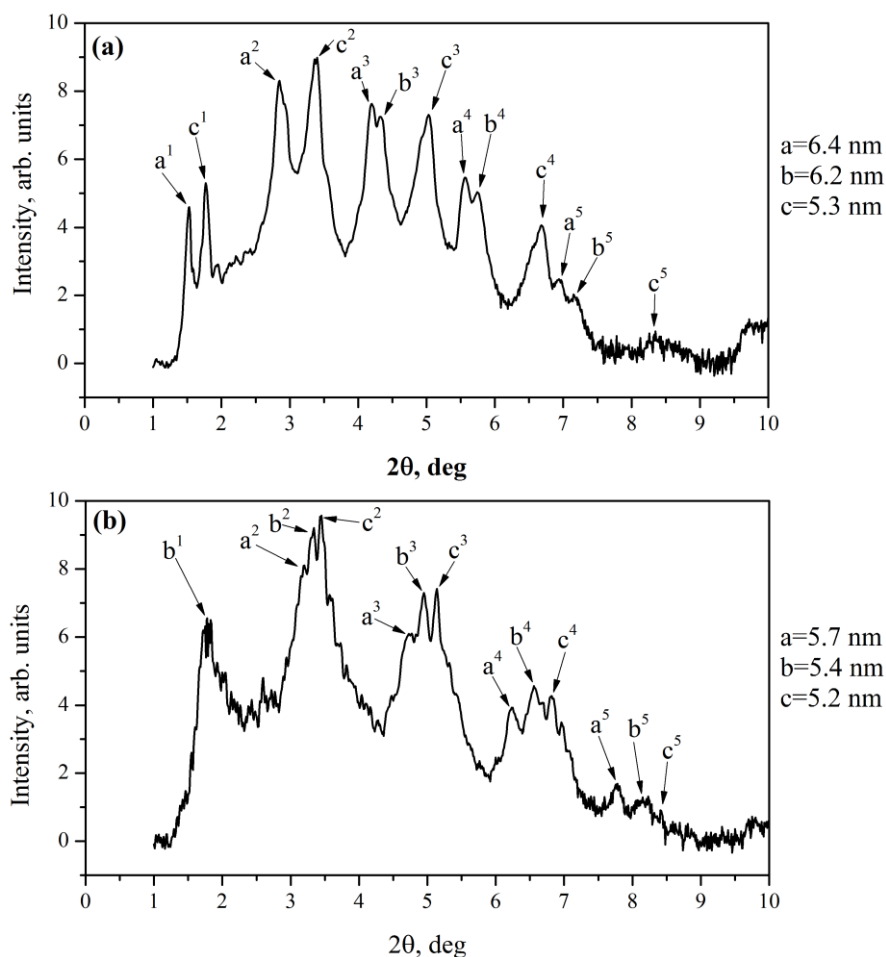 (a)
Intensity, arb. units
10
8
6
4
2
0
a¹
c¹
a²
c²
a³
b³
c³
a⁴
b⁴
c⁴
a⁵
b⁵
c⁵
0 1 2 3 4 5 6 7 8 9 10
2θ, deg
a=6.4 nm
b=6.2 nm
c=5.3 nm
(b)
Intensity, arb. units
10
8
6
4
2
0
b¹
a²
b²
c²
a³
b³
c³
a⁴
b⁴
c⁴
a⁵
b⁵
c⁵
0 1 2 3 4 5 6 7 8 9 10
2θ, deg
a=5.7 nm
b=5.4 nm
c=5.2 nm